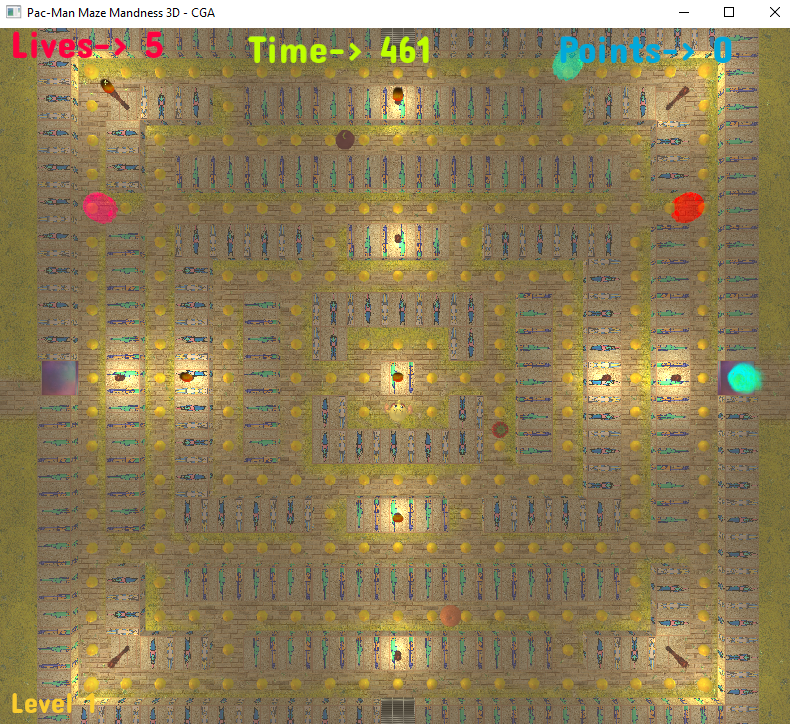 Pac-Man Maze Mandness 3D - CGA
Lives-> 5 Time-> 461 Points-> 0
Level 1